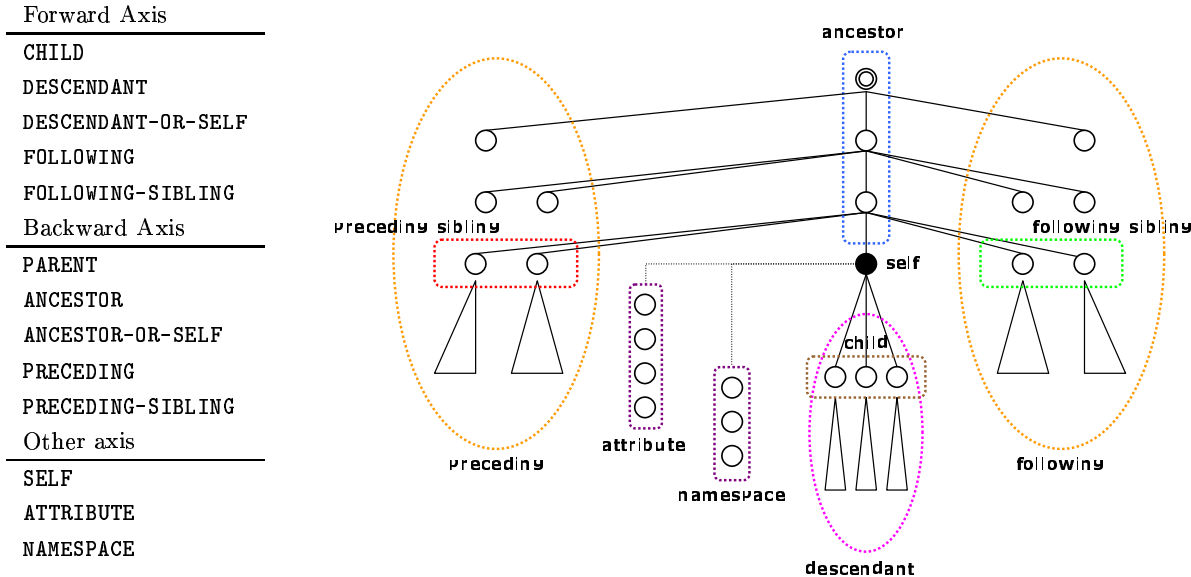 Forward Axis
CHILD
DESCENDANT
DESCENDANT-OR-SELF
FOLLOWING
FOLLOWING-SIBLING
Backward Axis
PARENT
ANCESTOR
ANCESTOR-OR-SELF
PRECEDING
PRECEDING-SIBLING
Other axis
SELF
ATTRIBUTE
NAMESPACE
ancestor
preceding sibling
following sibling
self
child
attribute
preceding
following
namespace
descendant